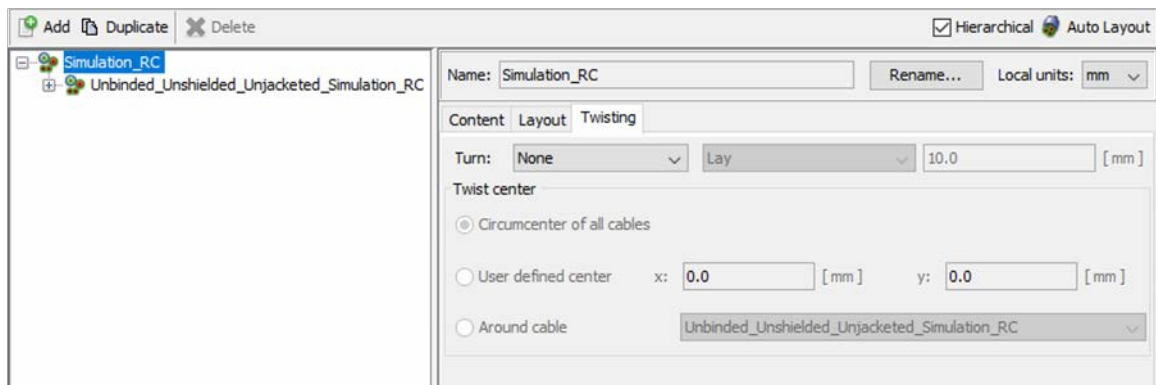 Add Duplicate Delete Hierarchical Auto Layout
Simulation_RC
Unbinded_Unshielded_Unjacketed_Simulation_RC
Name: Simulation_RC Rename... Local units: mm
Content Layout Twisting
Turn: None Lay 10.0 [mm]
Twist center
Circumcenter of all cables
User defined center x: 0.0 [mm] y: 0.0 [mm]
Around cable Unbinded_Unshielded_Unjacketed_Simulation_RC